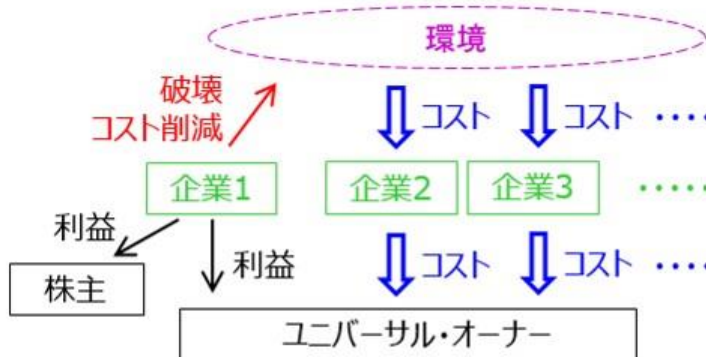 環境
破壊
コスト削減
コスト
コスト
・・・・
企業1
企業2
企業3
・・・・・
利益
利益
コスト
コスト
・・・・
株主
ユニバーサル・オーナー